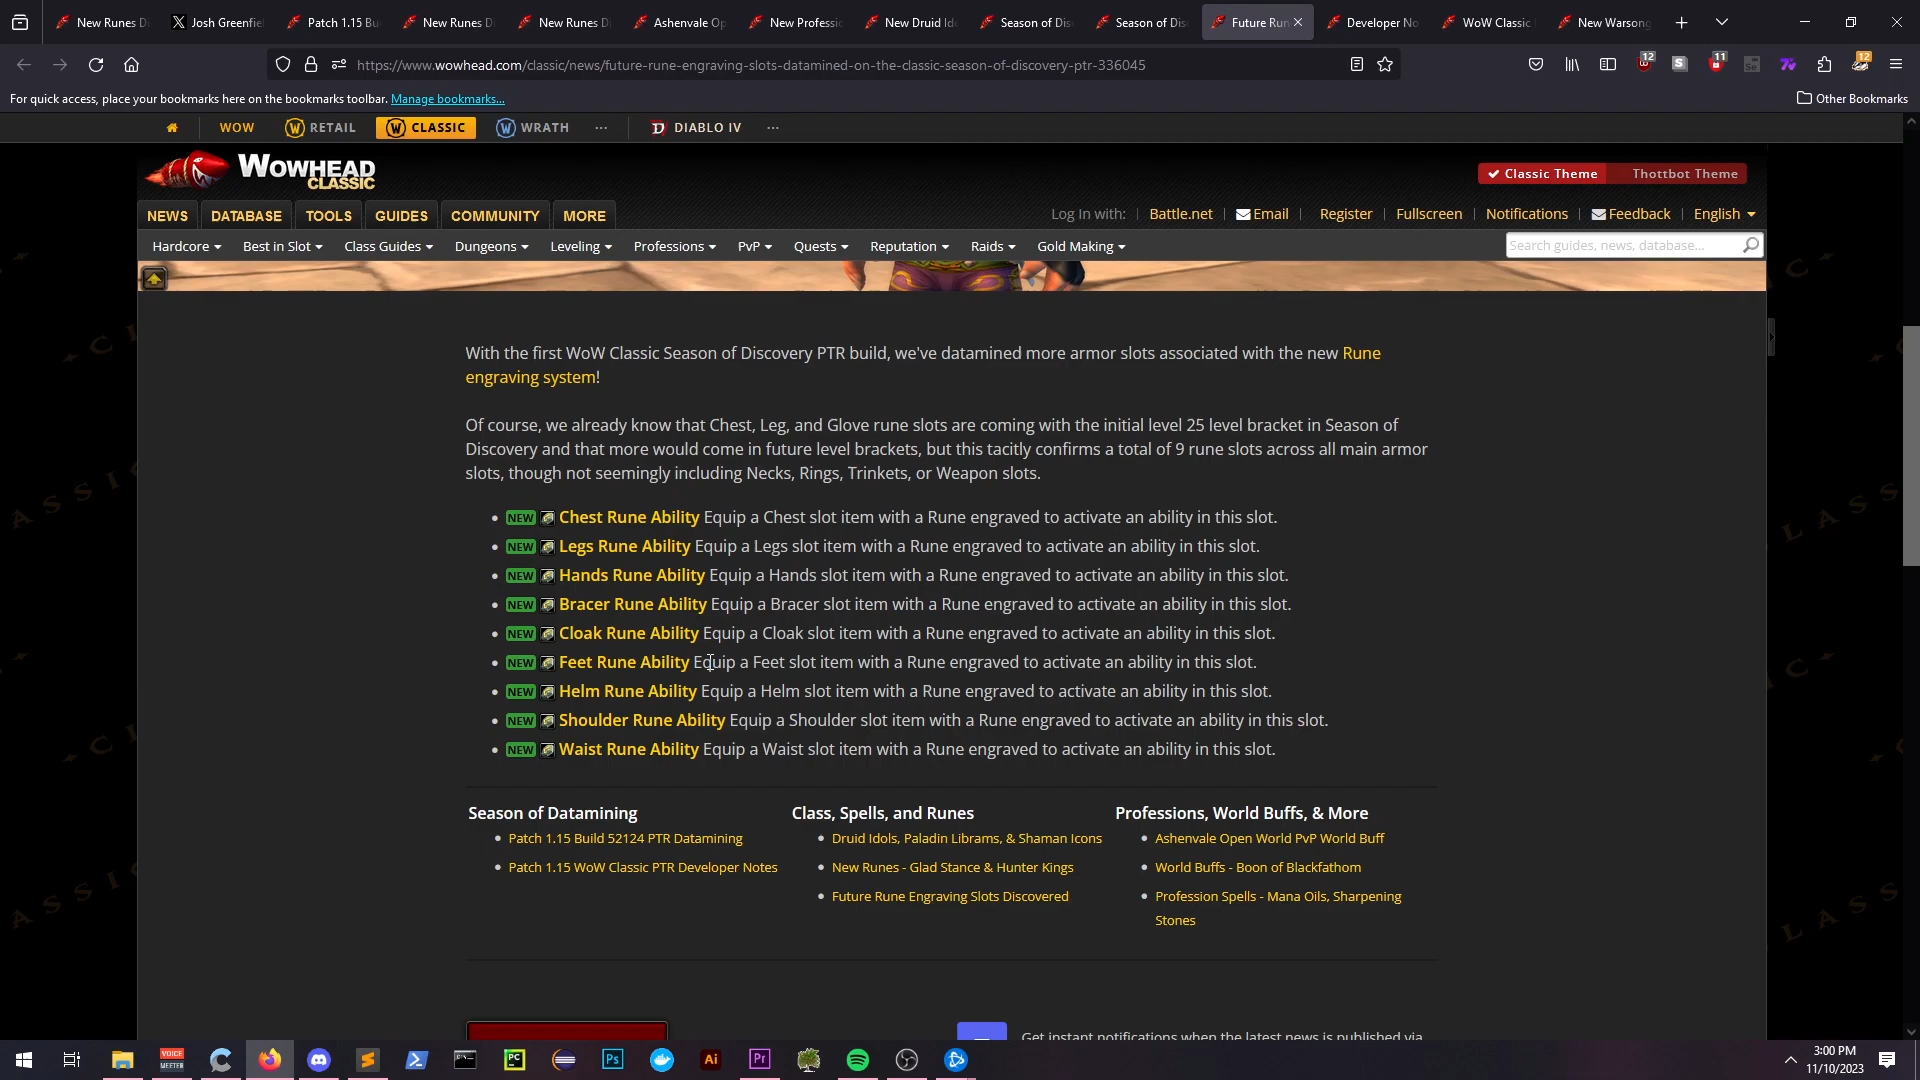 New Runes Di
Josh Greenfiel
Patch 1.15 Bu
New Runes Di
New Runes Di
Ashenvale Op
New Professio
New Druid Ido
Season of Dis
Season of Dis
Future Run
Developer No
WoW Classic
New Warsong
https://www.wowhead.com/classic/news/future-rune-engraving-slots-datamined-on-the-classic-season-of-discovery-ptr-336045
12
11
12
For quick access, place your bookmarks here on the bookmarks toolbar. Manage bookmarks...
Other Bookmarks
WOW
RETAIL
CLASSIC
WRATH
DIABLO IV
WOWHEAD
CLASSIC
Classic Theme
Thottbot Theme
NEWS
DATABASE
TOOLS
GUIDES
COMMUNITY
MORE
Log In with:
Battle.net
Email
Register
Fullscreen
Notifications
Feedback
English
Hardcore
Best in Slot
Class Guides
Dungeons
Leveling
Professions
PvP
Quests
Reputation
Raids
Gold Making
Search guides, news, database...
With the first WoW Classic Season of Discovery PTR build, we've datamined more armor slots associated with the new Rune
engraving system!
Of course, we already know that Chest, Leg, and Glove rune slots are coming with the initial level 25 level bracket in Season of
Discovery and that more would come in future level brackets, but this tacitly confirms a total of 9 rune slots across all main armor
slots, though not seemingly including Necks, Rings, Trinkets, or Weapon slots.
NEW Chest Rune Ability Equip a Chest slot item with a Rune engraved to activate an ability in this slot.
NEW Legs Rune Ability Equip a Legs slot item with a Rune engraved to activate an ability in this slot.
NEW Hands Rune Ability Equip a Hands slot item with a Rune engraved to activate an ability in this slot.
NEW Bracer Rune Ability Equip a Bracer slot item with a Rune engraved to activate an ability in this slot.
NEW Cloak Rune Ability Equip a Cloak slot item with a Rune engraved to activate an ability in this slot.
NEW Feet Rune Ability Equip a Feet slot item with a Rune engraved to activate an ability in this slot.
NEW Helm Rune Ability Equip a Helm slot item with a Rune engraved to activate an ability in this slot.
NEW Shoulder Rune Ability Equip a Shoulder slot item with a Rune engraved to activate an ability in this slot.
NEW Waist Rune Ability Equip a Waist slot item with a Rune engraved to activate an ability in this slot.
Season of Datamining
Patch 1.15 Build 52124 PTR Datamining
Patch 1.15 WoW Classic PTR Developer Notes
Class, Spells, and Runes
Druid Idols, Paladin Librams, & Shaman Icons
New Runes - Glad Stance & Hunter Kings
Future Rune Engraving Slots Discovered
Professions, World Buffs, & More
Ashenvale Open World PvP World Buff
World Buffs - Boon of Blackfathom
Profession Spells - Mana Oils, Sharpening
Stones
Get instant notifications when the latest news is published via
VOICE
MEETER
PC
Ps
Ai
Pr
3:00 PM
11/10/2023